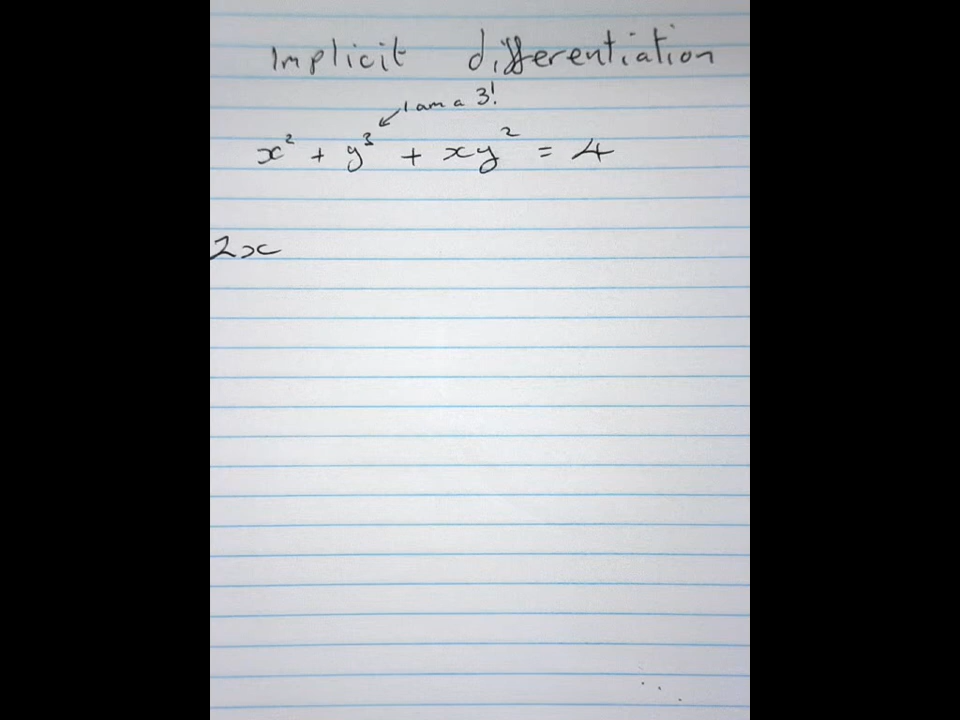 Implicit differentiation
I am a 3!
x² + y³ + xy² = 4
2x